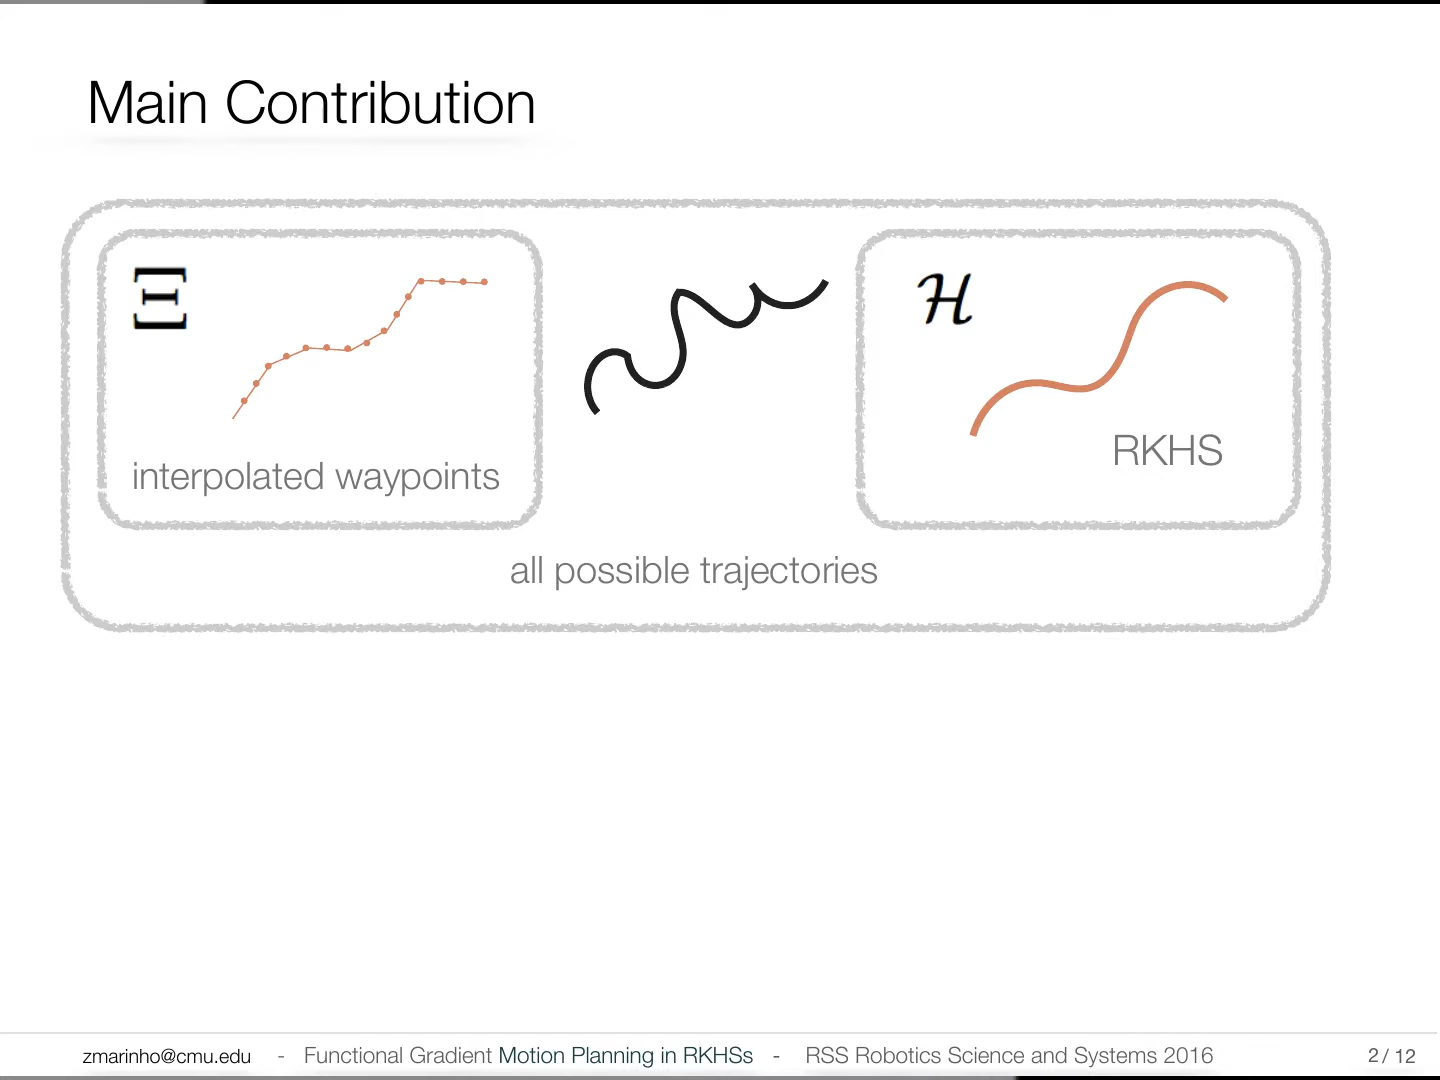 Main Contribution
Ξ
interpolated waypoints
ℋ
RKHS
all possible trajectories
zmarinho@cmu.edu - Functional Gradient Motion Planning in RKHSs - RSS Robotics Science and Systems 2016 2 / 12